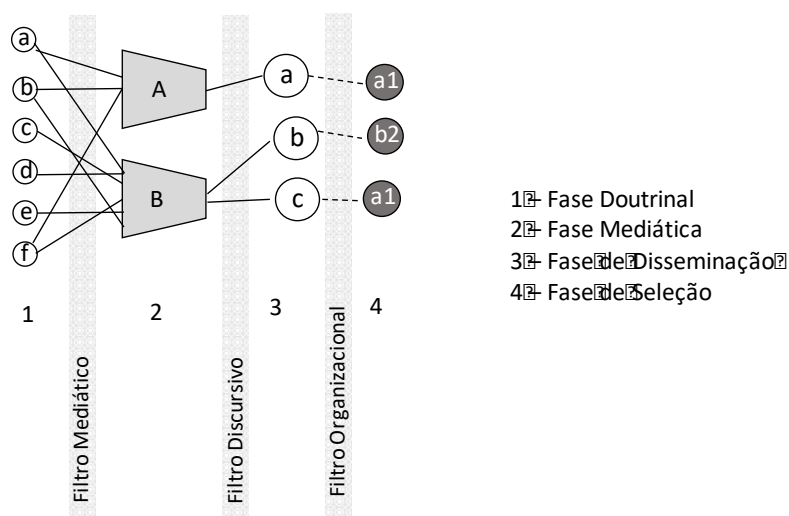 a
b
c
d
e
f
A
B
a
b
c
a1
b2
a1
1
2
3
4
Filtro Mediático
Filtro Discursivo
Filtro Organizacional
1 – Fase Doutrinal
2 – Fase Mediática
3 – Fase de Disseminação
4 – Fase de Seleção